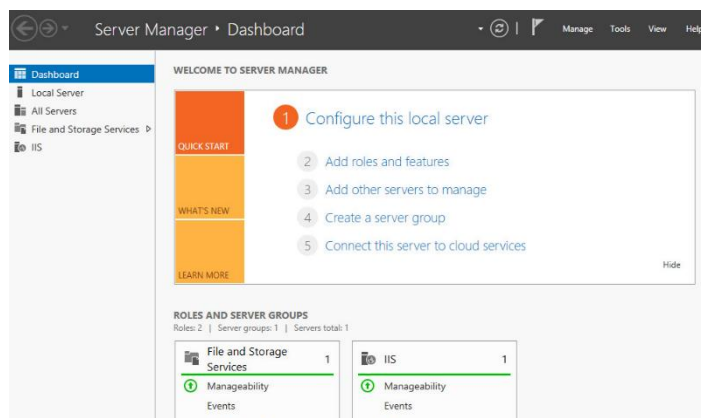 Server Manager • Dashboard
Manage Tools View Help
Dashboard
Local Server
All Servers
File and Storage Services
IIS
WELCOME TO SERVER MANAGER
QUICK START
WHAT'S NEW
LEARN MORE
1 Configure this local server
2 Add roles and features
3 Add other servers to manage
4 Create a server group
5 Connect this server to cloud services
Hide
ROLES AND SERVER GROUPS
Roles: 2 | Server groups: 1 | Servers total: 1
File and Storage
Services
1
Manageability
Events
IIS 1
Manageability
Events